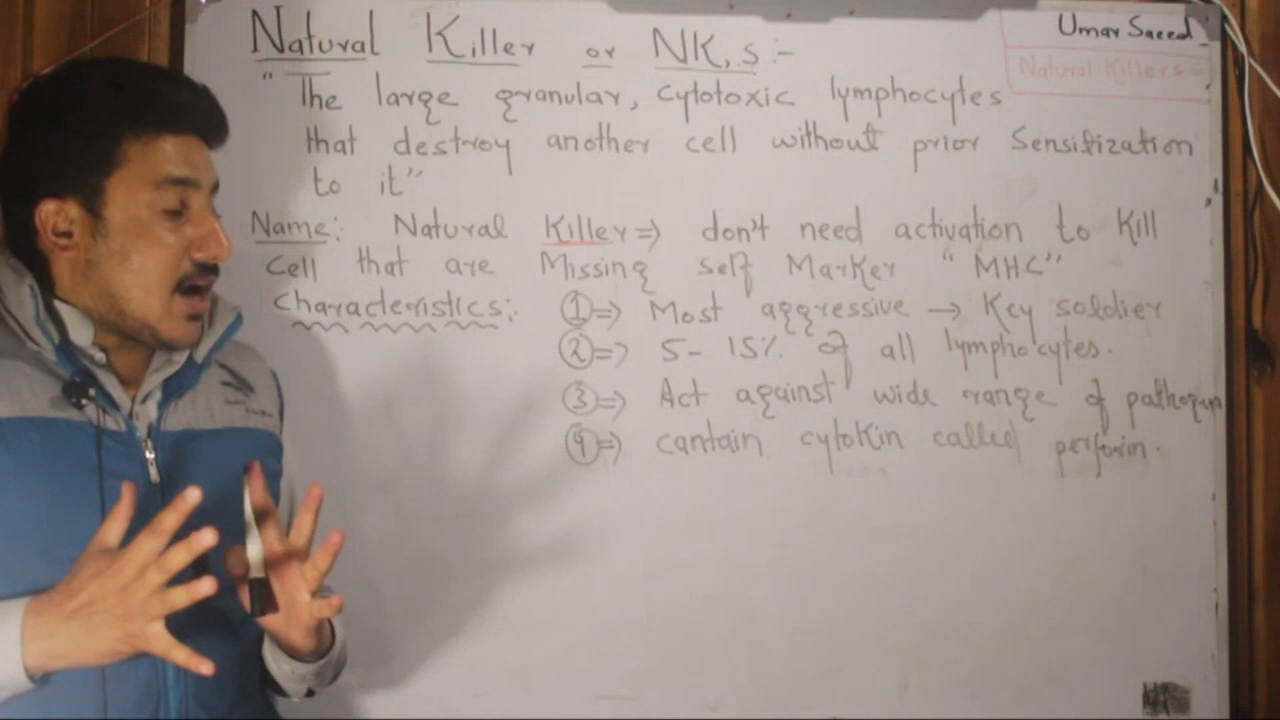 Natural Killer or NK,s :-
Umar Saeed
Natural Killers
"The large granular, cytotoxic lymphocytes
that destroy another cell without prior Sensitization
to it"
Name: Natural Killer => don't need activation to Kill
cell that are Missing self Marker "MHC"
Characteristics: ① => Most aggressive → Key soldier
② => 5-15% of all lymphocytes.
③ => Act against wide range of pathogen
④ => cantain cytokin called perforin.